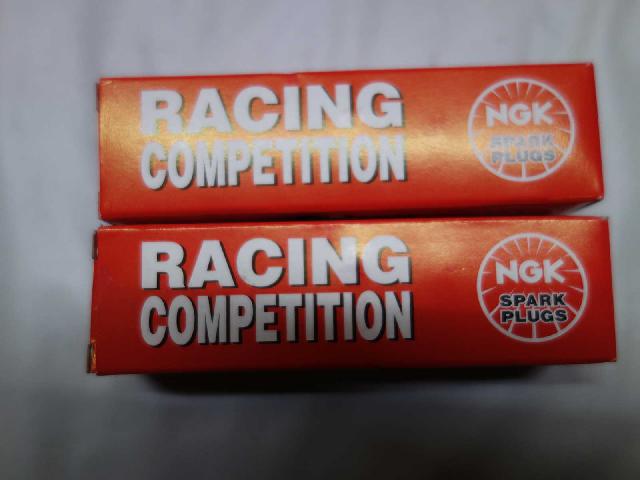 RACING
COMPETITION
NGK
SPARK
PLUGS
RACING
COMPETITION
NGK
SPARK
PLUGS